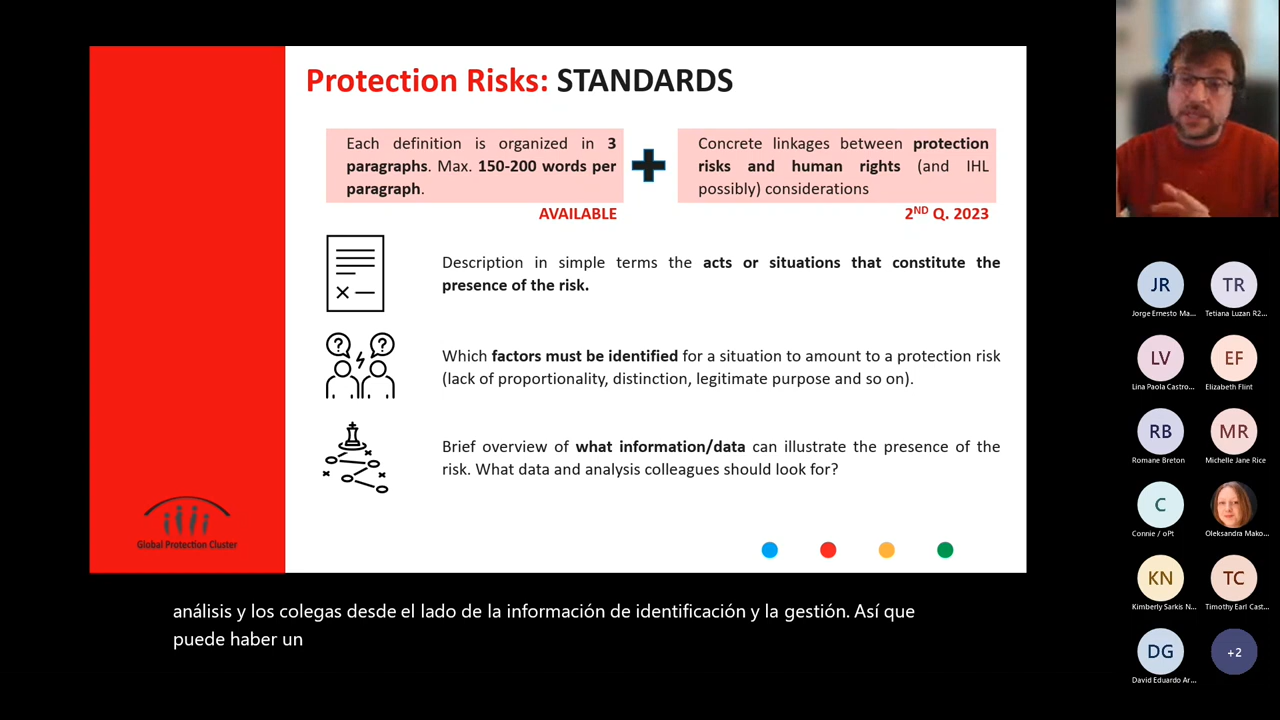 Protection Risks: STANDARDS
Each definition is organized in 3
paragraphs. Max. 150-200 words per
paragraph.
AVAILABLE
Concrete linkages between protection
risks and human rights (and IHL
possibly) considerations
2ND Q. 2023
Description in simple terms the acts or situations that constitute the
presence of the risk.
Which factors must be identified for a situation to amount to a protection risk
(lack of proportionality, distinction, legitimate purpose and so on).
Brief overview of what information/data can illustrate the presence of the
risk. What data and analysis colleagues should look for?
Global Protection Cluster
análisis y los colegas desde el lado de la información de identificación y la gestión. Así que
puede haber un
JR
Jorge Ernesto Ma...
TR
Tetiana Luzan R2...
LV
Lina Paola Castro...
EF
Elizabeth Flint
RB
Romane Breton
MR
Michelle Jane Rice
C
Connie / oPt
Oleksandra Mako...
KN
Kimberly Sarkis N...
TC
Timothy Earl Cast...
DG
David Eduardo Ar...
+2